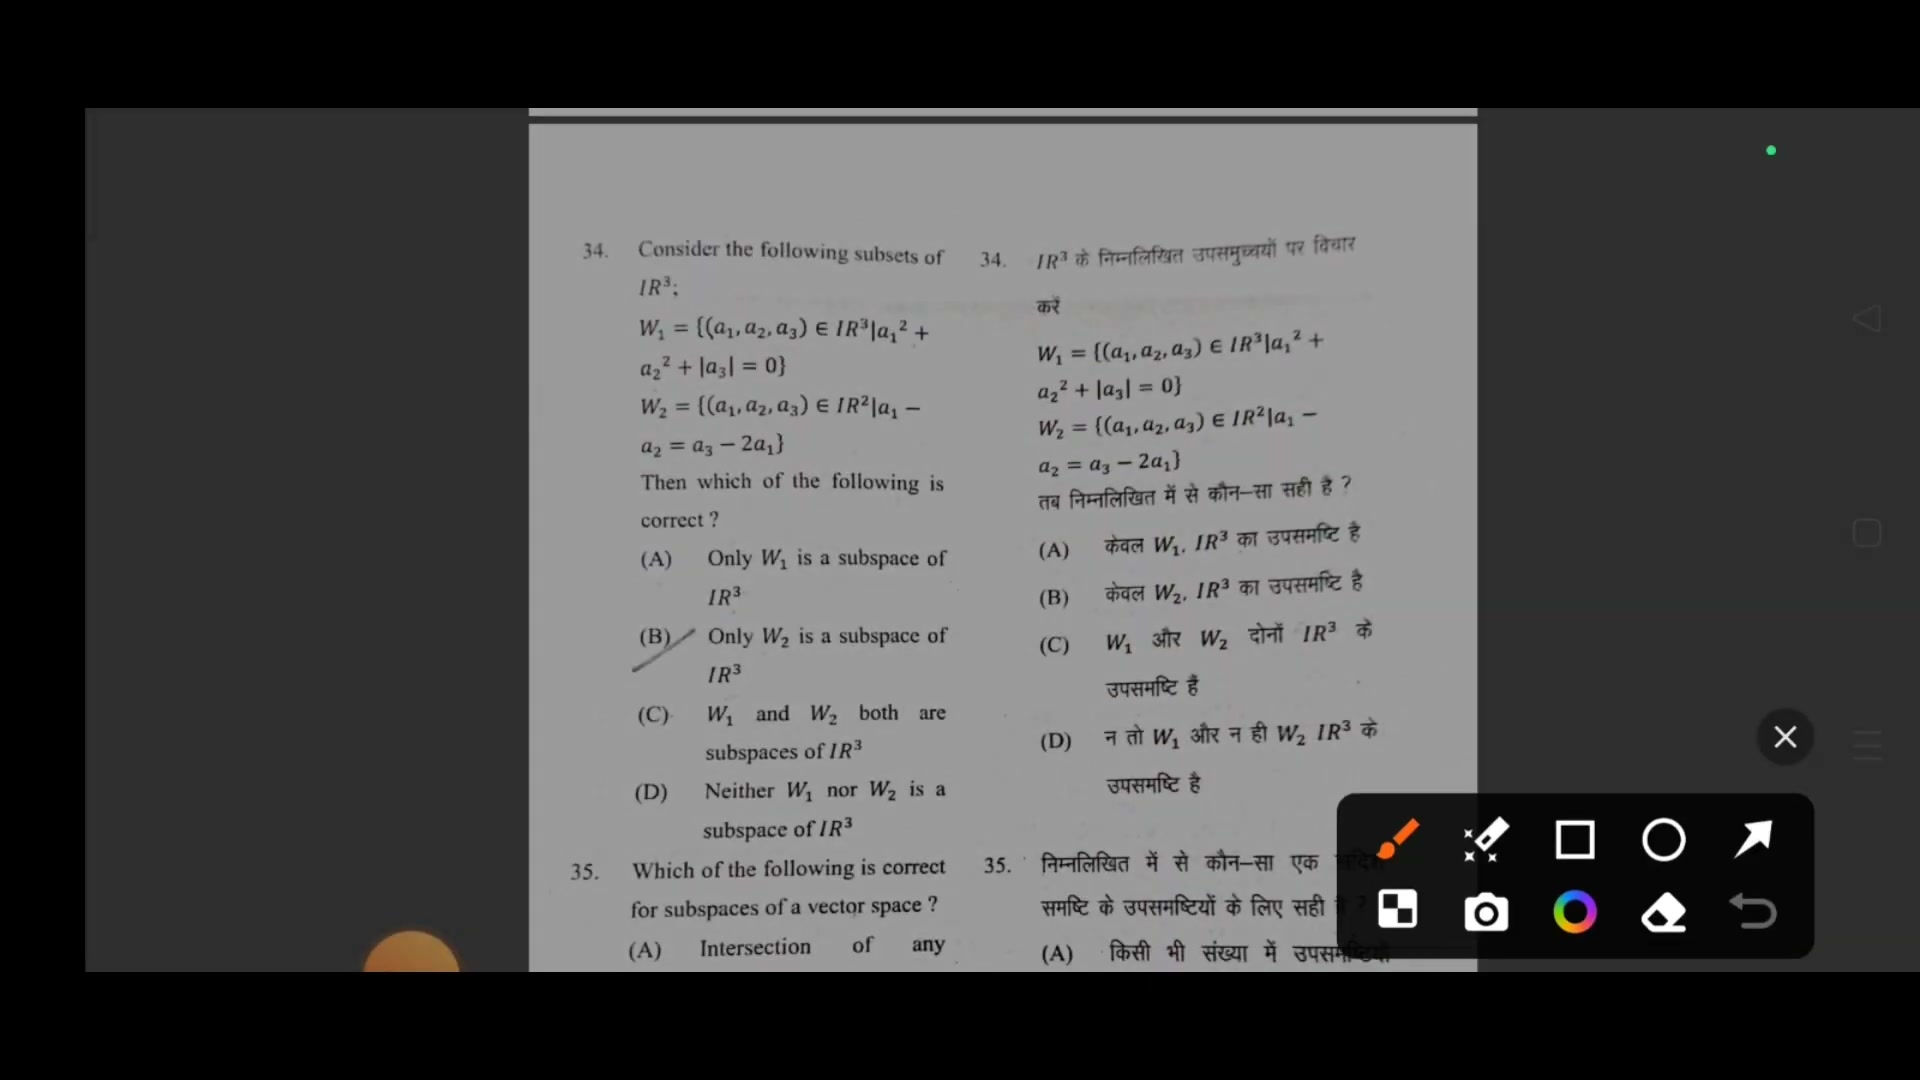 34. Consider the following subsets of
IR³;
W₁ = {(a₁, a₂, a₃) ∈ IR³|a₁² +
a₂² + |a₃| = 0}
W₂ = {(a₁, a₂, a₃) ∈ IR²|a₁ −
a₂ = a₃ − 2a₁}
Then which of the following is
correct ?
(A) Only W₁ is a subspace of
IR³
(B) Only W₂ is a subspace of
IR³
(C) W₁ and W₂ both are
subspaces of IR³
(D) Neither W₁ nor W₂ is a
subspace of IR³
35. Which of the following is correct
for subspaces of a vector space ?
(A) Intersection of any
34. IR³ के निम्नलिखित उपसमुच्चयों पर विचार
करें
W₁ = {(a₁, a₂, a₃) ∈ IR³|a₁² +
a₂² + |a₃| = 0}
W₂ = {(a₁, a₂, a₃) ∈ IR²|a₁ −
a₂ = a₃ − 2a₁}
तब निम्नलिखित में से कौन–सा सही है ?
(A) केवल W₁, IR³ का उपसमष्टि है
(B) केवल W₂, IR³ का उपसमष्टि है
(C) W₁ और W₂ दोनों IR³ के
उपसमष्टि हैं
(D) न तो W₁ और न ही W₂ IR³ के
उपसमष्टि है
35. निम्नलिखित में से कौन–सा एक
समष्टि के उपसमष्टियों के लिए सही ?
(A) किसी भी संख्या में